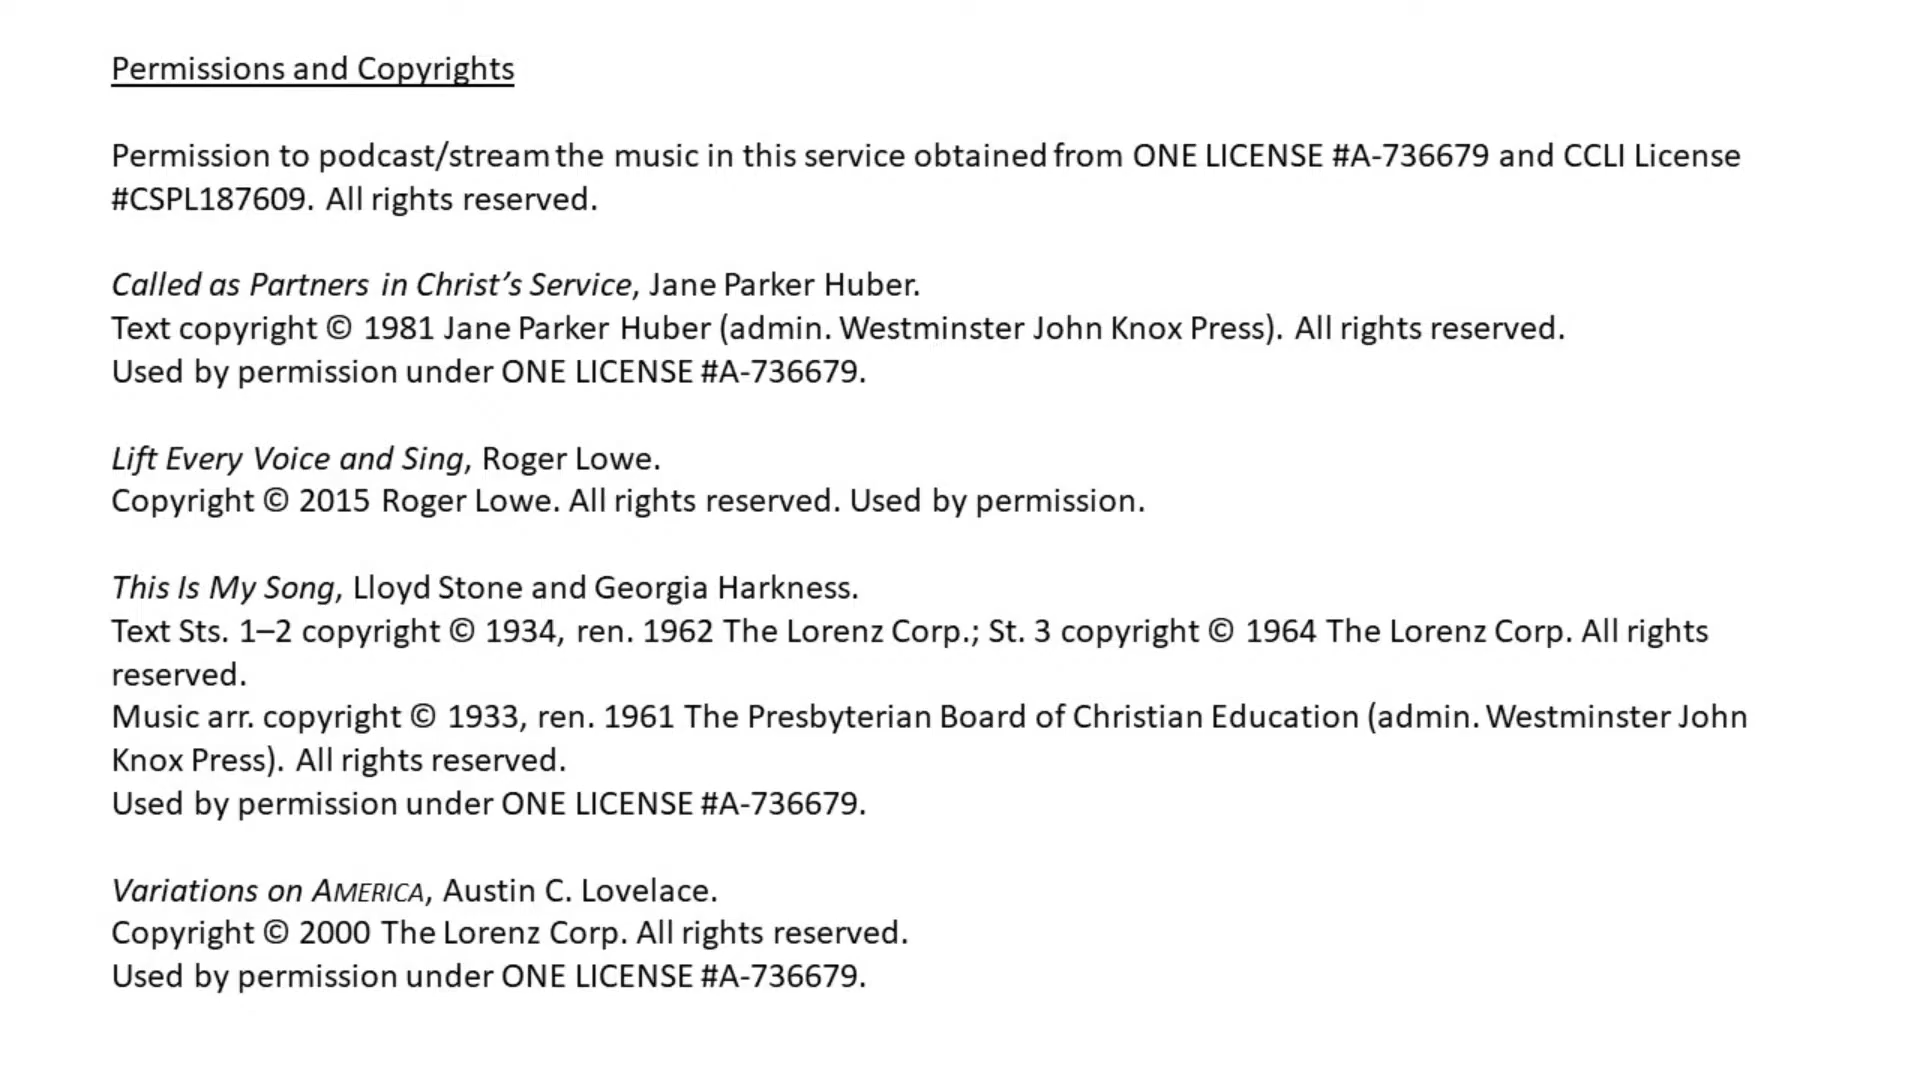 Permissions and Copyrights
Permission to podcast/stream the music in this service obtained from ONE LICENSE #A-736679 and CCLI License
#CSPL187609. All rights reserved.
Called as Partners in Christ’s Service, Jane Parker Huber.
Text copyright © 1981 Jane Parker Huber (admin. Westminster John Knox Press). All rights reserved.
Used by permission under ONE LICENSE #A-736679.
Lift Every Voice and Sing, Roger Lowe.
Copyright © 2015 Roger Lowe. All rights reserved. Used by permission.
This Is My Song, Lloyd Stone and Georgia Harkness.
Text Sts. 1–2 copyright © 1934, ren. 1962 The Lorenz Corp.; St. 3 copyright © 1964 The Lorenz Corp. All rights
reserved.
Music arr. copyright © 1933, ren. 1961 The Presbyterian Board of Christian Education (admin. Westminster John
Knox Press). All rights reserved.
Used by permission under ONE LICENSE #A-736679.
Variations on AMERICA, Austin C. Lovelace.
Copyright © 2000 The Lorenz Corp. All rights reserved.
Used by permission under ONE LICENSE #A-736679.